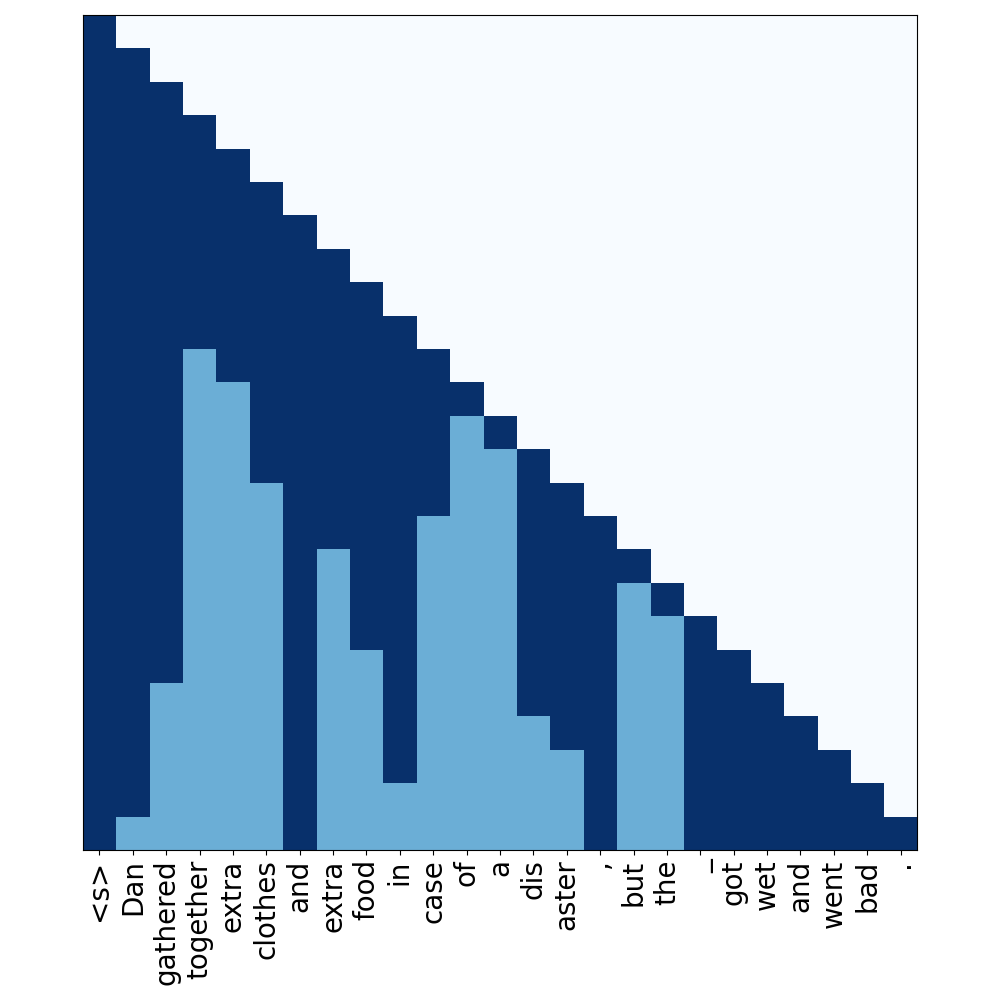 <s>
Dan
gathered
together
extra
clothes
and
extra
food
in
case
of
a
dis
aster
,
but
the
_
got
wet
and
went
bad
.